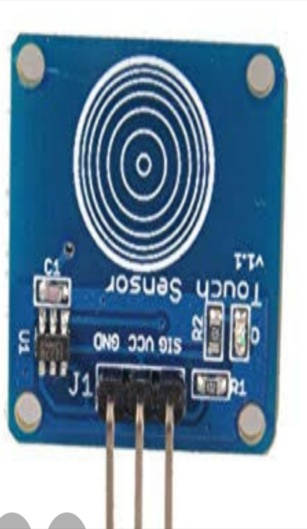 C1
v1.1
Touch Sensor
U1
R2
D
SIG VCC GND
J1
R1